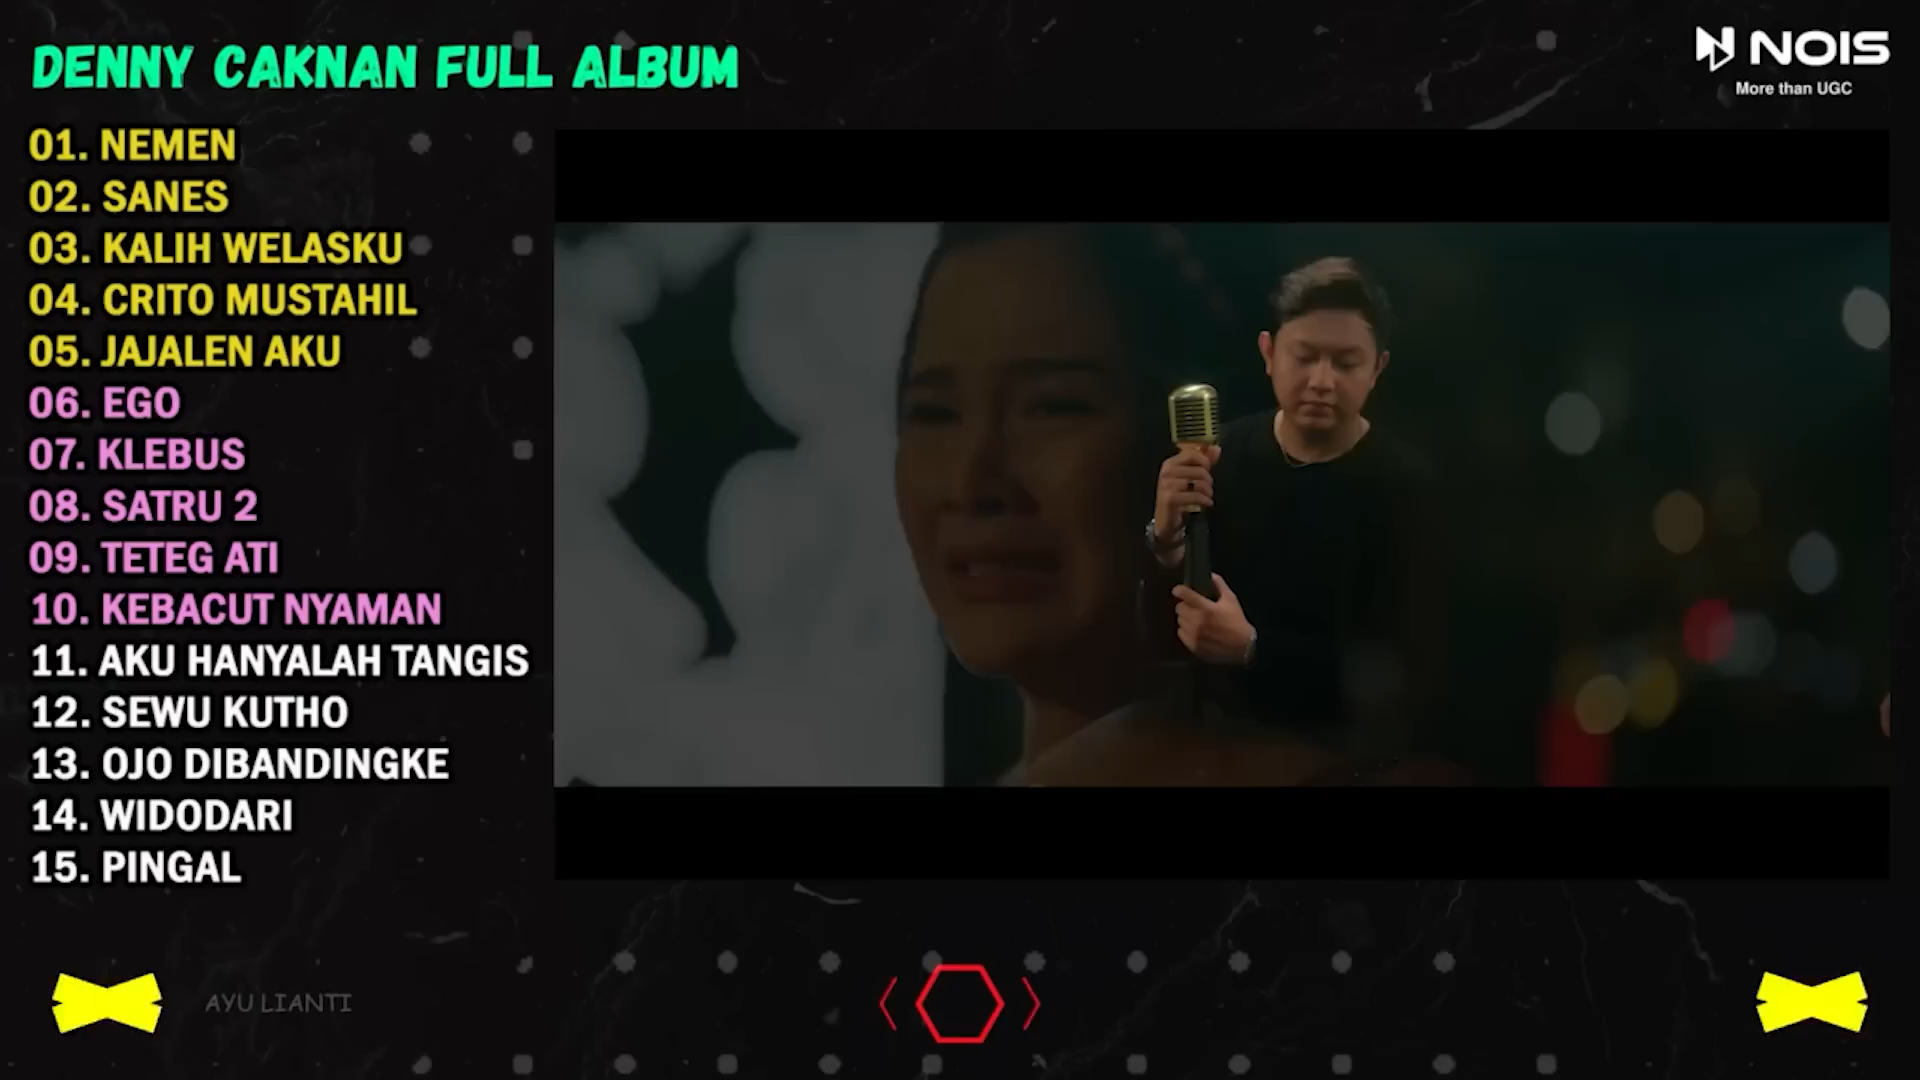 DENNY CAKNAN FULL ALBUM
NOIS
More than UGC
01. NEMEN
02. SANES
03. KALIH WELASKU
04. CRITO MUSTAHIL
05. JAJALEN AKU
06. EGO
07. KLEBUS
08. SATRU 2
09. TETEG ATI
10. KEBACUT NYAMAN
11. AKU HANYALAH TANGIS
12. SEWU KUTHO
13. OJO DIBANDINGKE
14. WIDODARI
15. PINGAL
AYU LIANTI